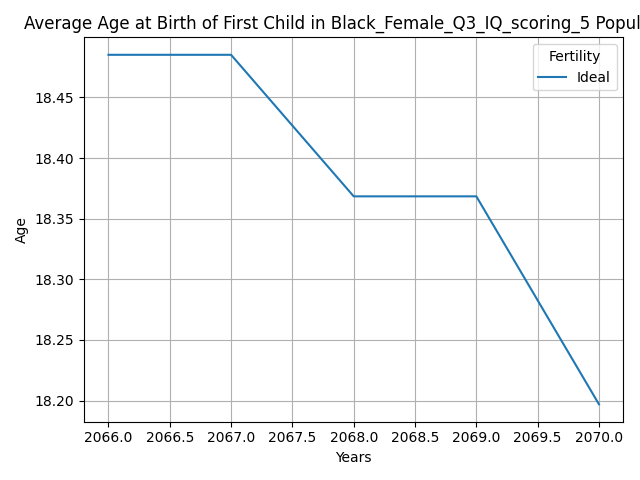 Average Age at Birth of First Child in Black_Female_Q3_IQ_scoring_5 Popul
Fertility
Ideal
18.45
18.40
18.35
18.30
18.25
18.20
Age
2066.0 2066.5 2067.0 2067.5 2068.0 2068.5 2069.0 2069.5 2070.0
Years